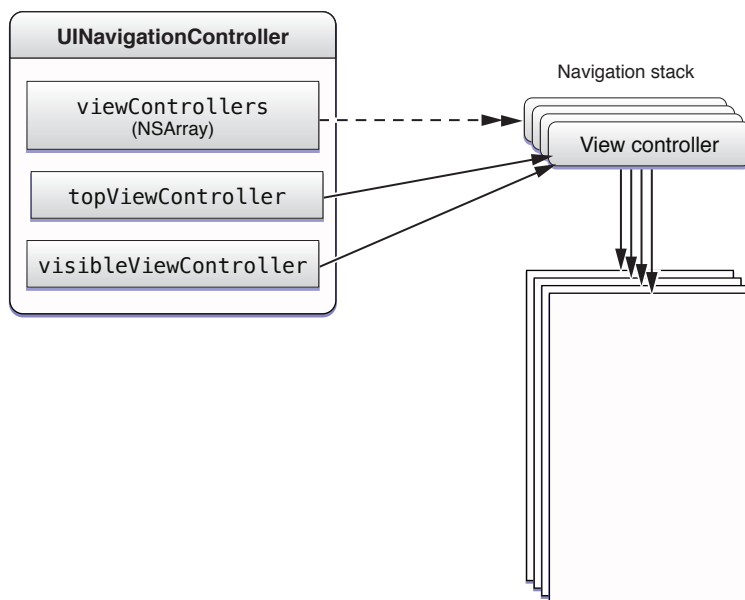 UINavigationController
viewControllers
(NSArray)
topViewController
visibleViewController
Navigation stack
View controller